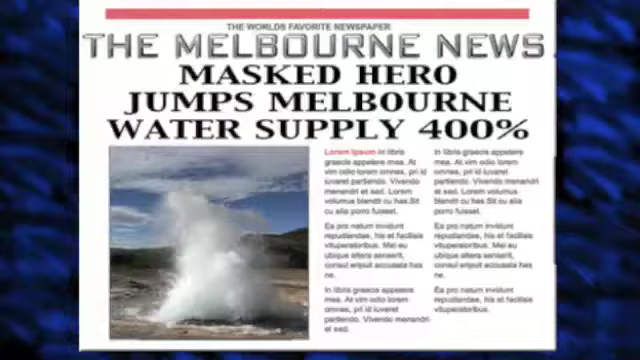 THE WORLDS FAVORITE NEWSPAPER
THE MELBOURNE NEWS
MASKED HERO
JUMPS MELBOURNE
WATER SUPPLY 400%
Lorem ipsum in libris
graecis appetere
mea. At
vim odio lorem
omnes, pri id
iuvaret partiendo. Vivendo
menandri et sed. Lorem
volumus blandit cu has.Sit
cu alia porro fuisset.
Ea pro natum invidunt
repudiandae, his et facilisis
vituperatoribus. Mei eu
ubique altera senserit,
consul eripuit accusata has
ne.
In libris graecis appetere
mea. At vim odio lorem
omnes, pri id iuvaret
partiendo. Vivendo menandri
et sed.
In libris graecis appetere
mea. At vim odio lorem
omnes, pri id iuvaret
partiendo. Vivendo menandri
et sed. Lorem volumus
blandit cu has.Sit cu alia
porro fuisset.
Ea pro natum invidunt
repudiandae, his et facilisis
vituperatoribus. Mei eu
ubique altera senserit,
consul eripuit accusata has
ne.
Ea pro natum invidunt
repudiandae, his et facilisis
vituperatoribus.